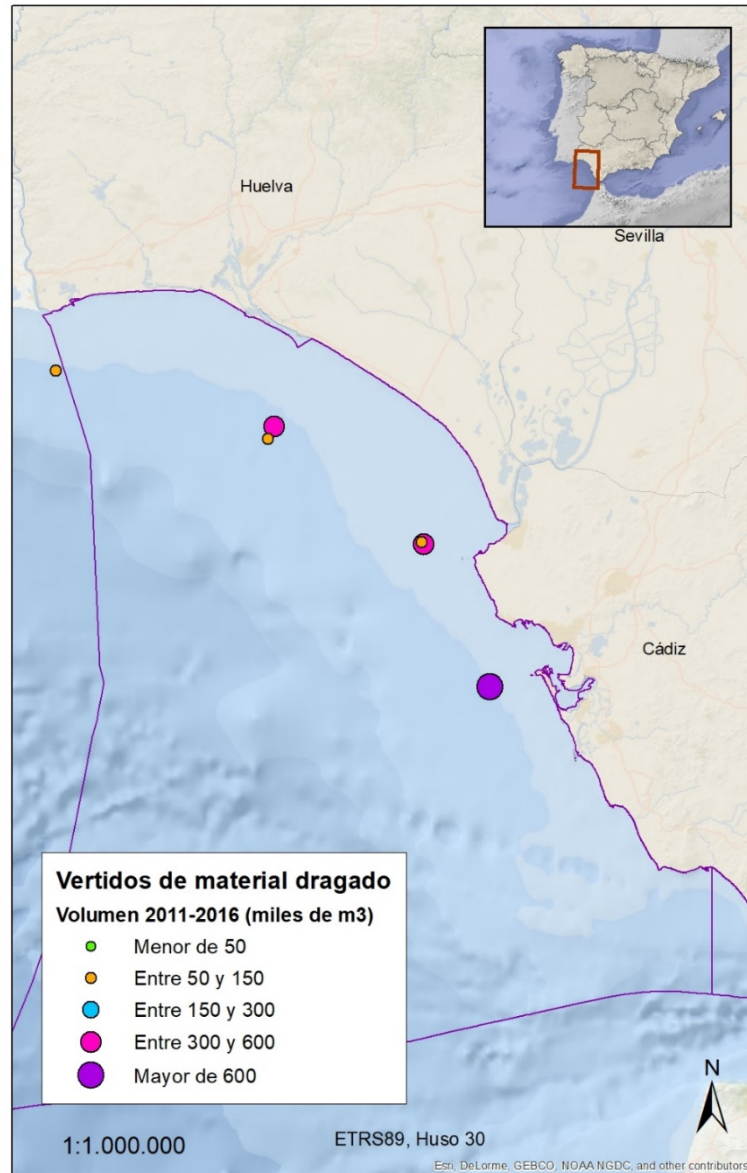 Huelva
Sevilla
Cádiz
Vertidos de material dragado
Volumen 2011-2016 (miles de m3)
Menor de 50
Entre 50 y 150
Entre 150 y 300
Entre 300 y 600
Mayor de 600
N
1:1.000.000
ETRS89, Huso 30
Esri, DeLorme, GEBCO, NOAA NGDC, and other contributors